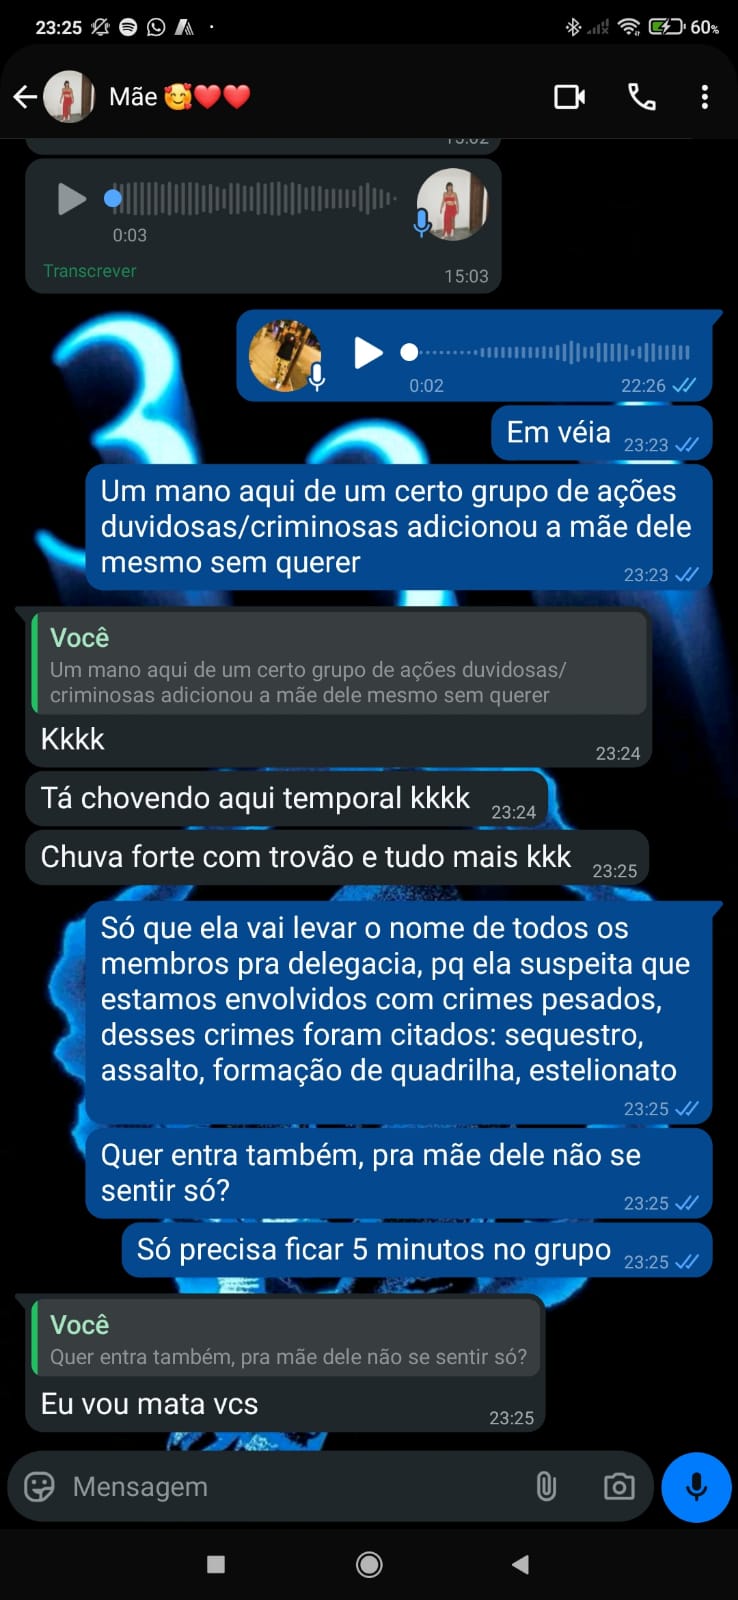 23:25
60%
Mãe 🥰❤️❤️
15:02
0:03
Transcrever
15:03
0:02
22:26
Em véia
23:23
Um mano aqui de um certo grupo de ações
duvidosas/criminosas adicionou a mãe dele
mesmo sem querer
23:23
Você
Um mano aqui de um certo grupo de ações duvidosas/
criminosas adicionou a mãe dele mesmo sem querer
Kkkk
23:24
Tá chovendo aqui temporal kkkk
23:24
Chuva forte com trovão e tudo mais kkk
23:25
Só que ela vai levar o nome de todos os
membros pra delegacia, pq ela suspeita que
estamos envolvidos com crimes pesados,
desses crimes foram citados: sequestro,
assalto, formação de quadrilha, estelionato
23:25
Quer entra também, pra mãe dele não se
sentir só?
23:25
Só precisa ficar 5 minutos no grupo
23:25
Você
Quer entra também, pra mãe dele não se sentir só?
Eu vou mata vcs
23:25
Mensagem